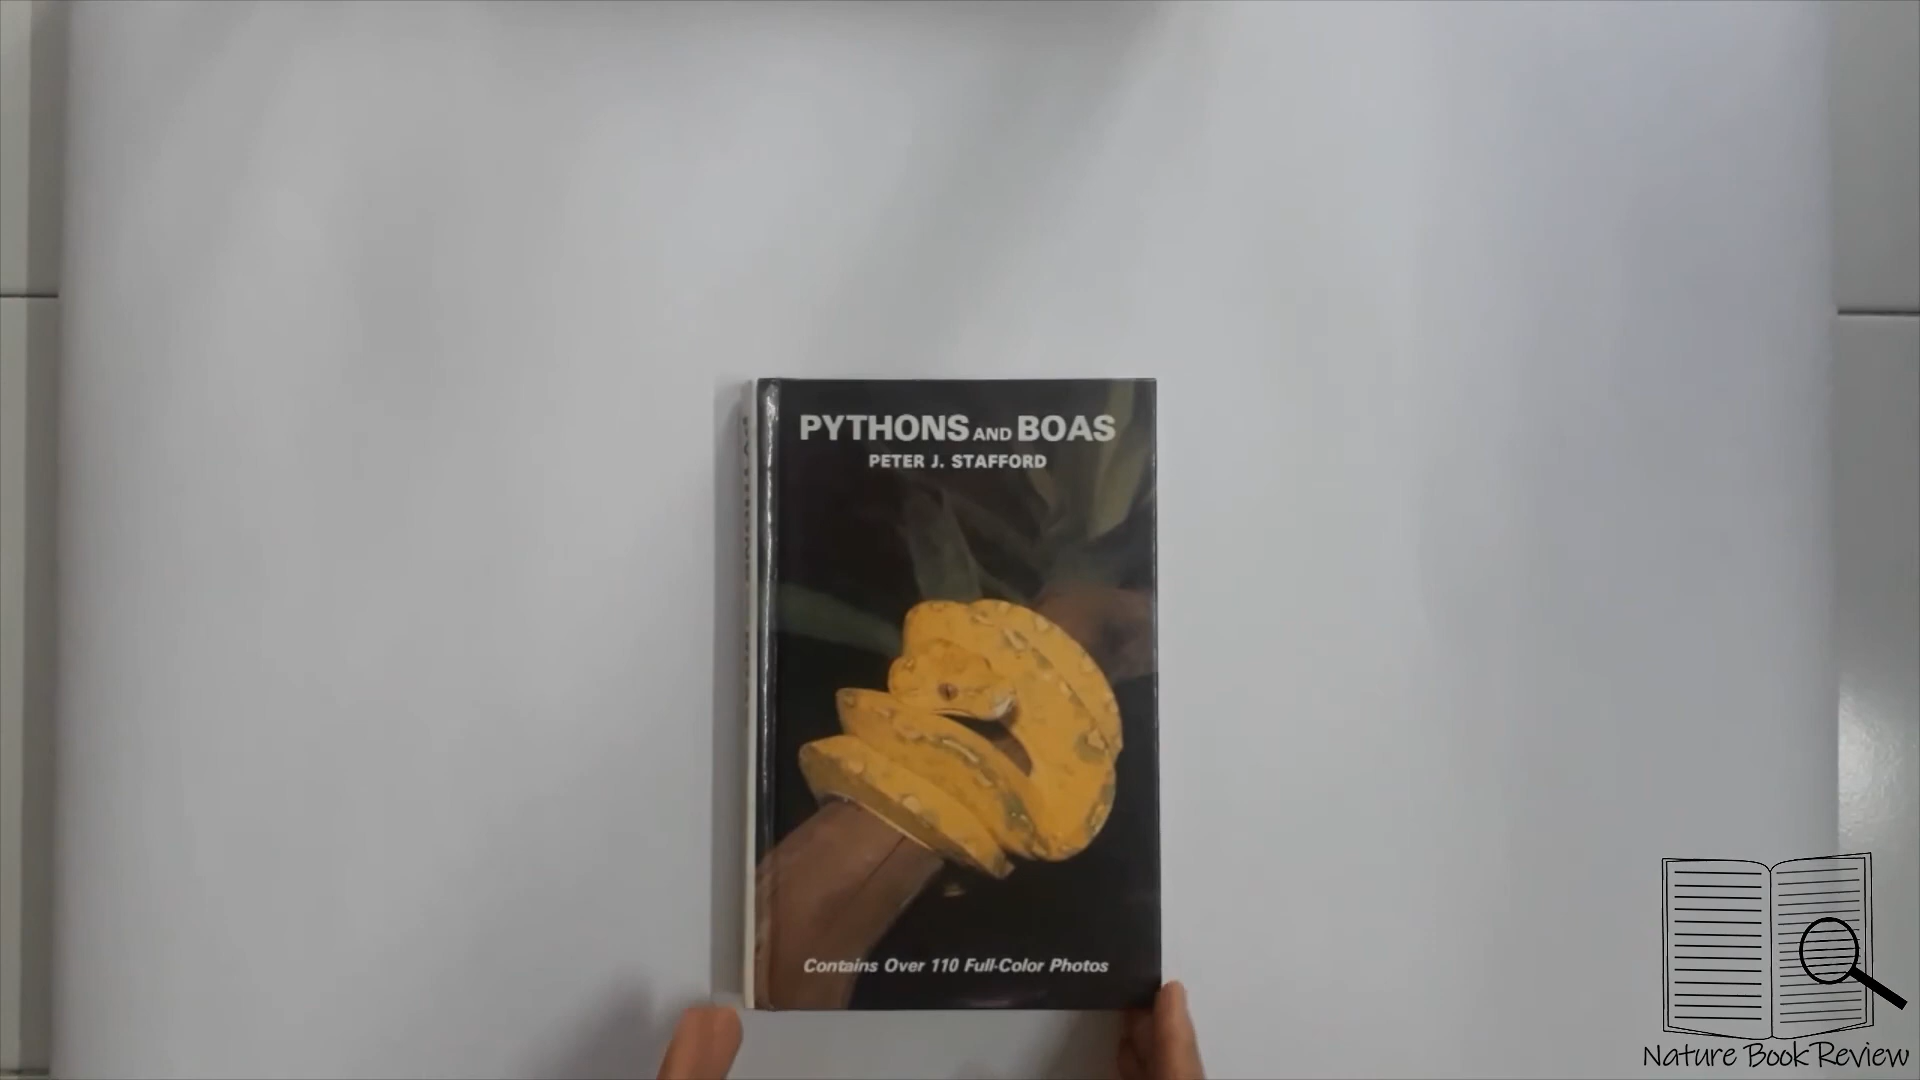 PYTHONS AND BOAS
PETER J. STAFFORD
Contains Over 110 Full-Color Photos
Nature Book Review